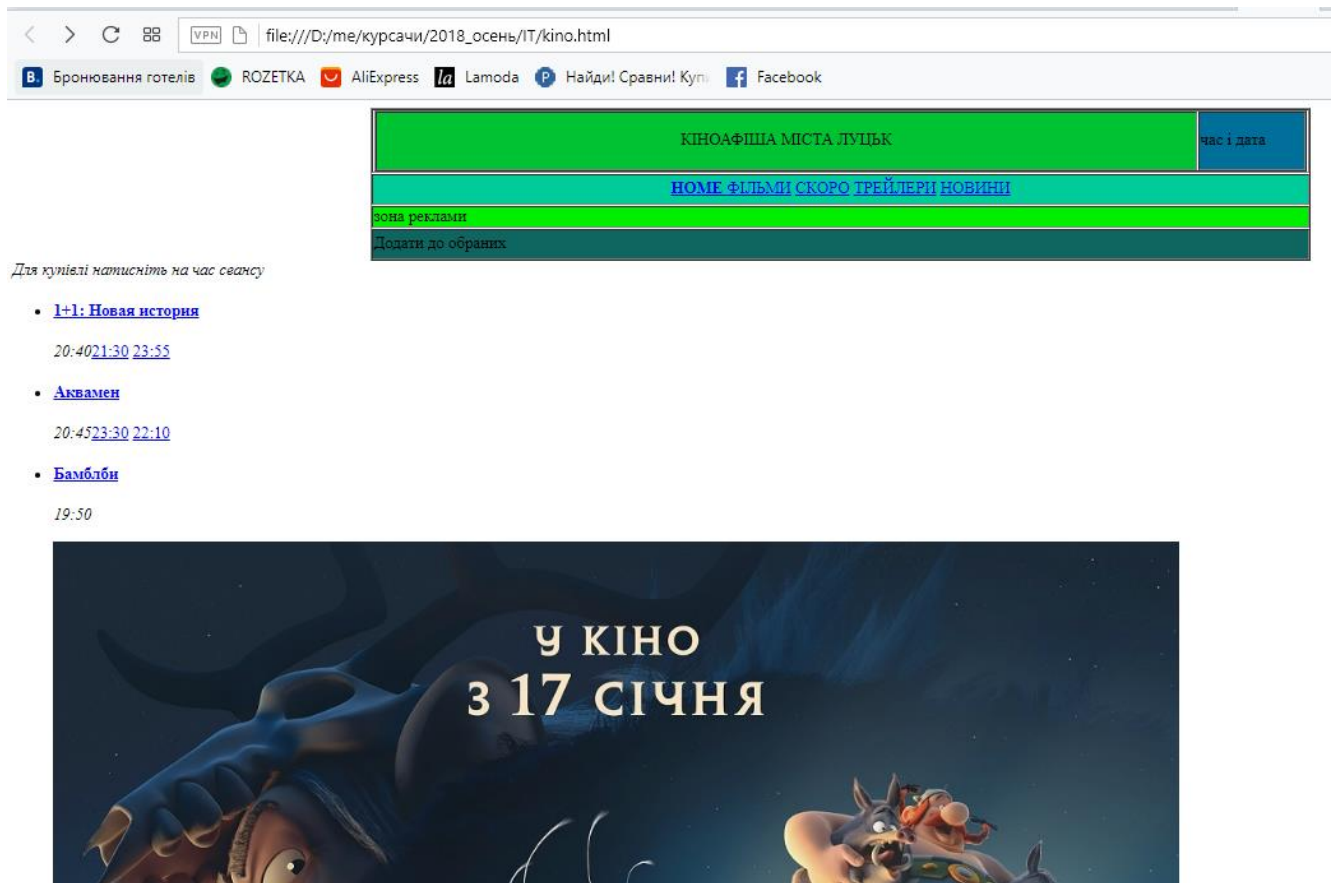 VPN file:///D:/me/курсачи/2018_осень/IT/kino.html
B. Бронювання готелів ROZETKA AliExpress la Lamoda P Найди! Сравни! Куп f Facebook
КІНОАФІША МІСТА ЛУЦЬК час і дата
HOME ФІЛЬМИ СКОРО ТРЕЙЛЕРИ НОВИНИ
зона реклами
Додати до обраних
Для купівлі натисніть на час сеансу
1+1: Новая история
20:4021:30 23:55
Аквамен
20:4523:30 22:10
Бамблби
19:50
У КІНО
З 17 СІЧНЯ